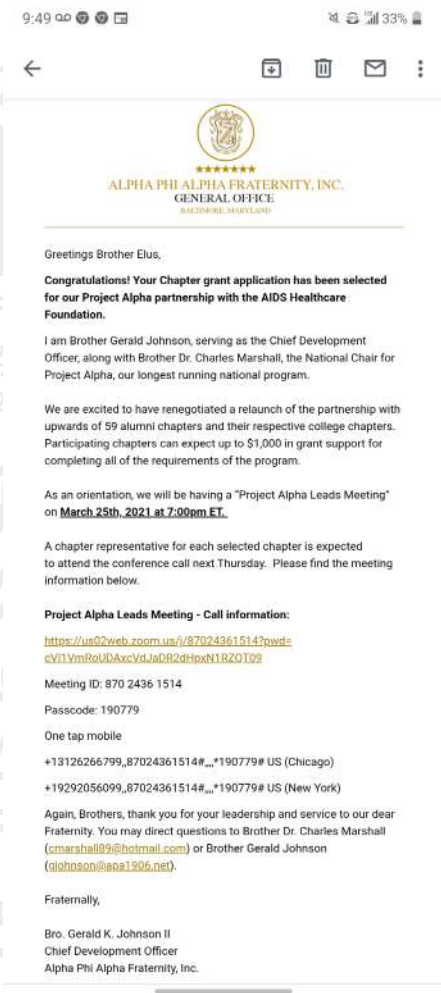 9:49
33%
ALPHA PHI ALPHA FRATERNITY, INC.
GENERAL OFFICE
BALTIMORE, MARYLAND
Greetings Brother Elus,
Congratulations! Your Chapter grant application has been selected
for our Project Alpha partnership with the AIDS Healthcare
Foundation.
I am Brother Gerald Johnson, serving as the Chief Development
Officer, along with Brother Dr. Charles Marshall, the National Chair for
Project Alpha, our longest running national program.
We are excited to have renegotiated a relaunch of the partnership with
upwards of 59 alumni chapters and their respective college chapters.
Participating chapters can expect up to $1,000 in grant support for
completing all of the requirements of the program.
As an orientation, we will be having a "Project Alpha Leads Meeting"
on March 25th, 2021 at 7:00pm ET.
A chapter representative for each selected chapter is expected
to attend the conference call next Thursday. Please find the meeting
information below.
Project Alpha Leads Meeting - Call information:
https://us02web.zoom.us/j/87024361514?pwd=
cVl1VmRoUDAxcVdJaDR2dHpxN1RZQT09
Meeting ID: 870 2436 1514
Passcode: 190779
One tap mobile
+13126266799,,87024361514#,,,,*190779# US (Chicago)
+19292056099,,87024361514#,,,,*190779# US (New York)
Again, Brothers, thank you for your leadership and service to our dear
Fraternity. You may direct questions to Brother Dr. Charles Marshall
(cmarshall89@hotmail.com) or Brother Gerald Johnson
(gjohnson@apa1906.net).
Fraternally,
Bro. Gerald K. Johnson II
Chief Development Officer
Alpha Phi Alpha Fraternity, Inc.